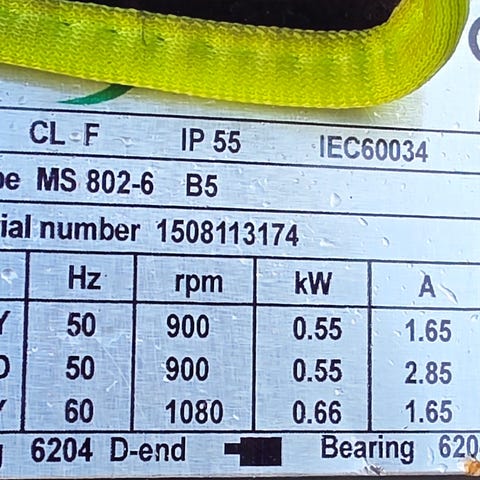 CL F IP 55 IEC60034
pe MS 802-6 B5
ial number 1508113174
Hz rpm kW A
Y 50 900 0.55 1.65
D 50 900 0.55 2.85
Y 60 1080 0.66 1.65
g 6204 D-end Bearing 620